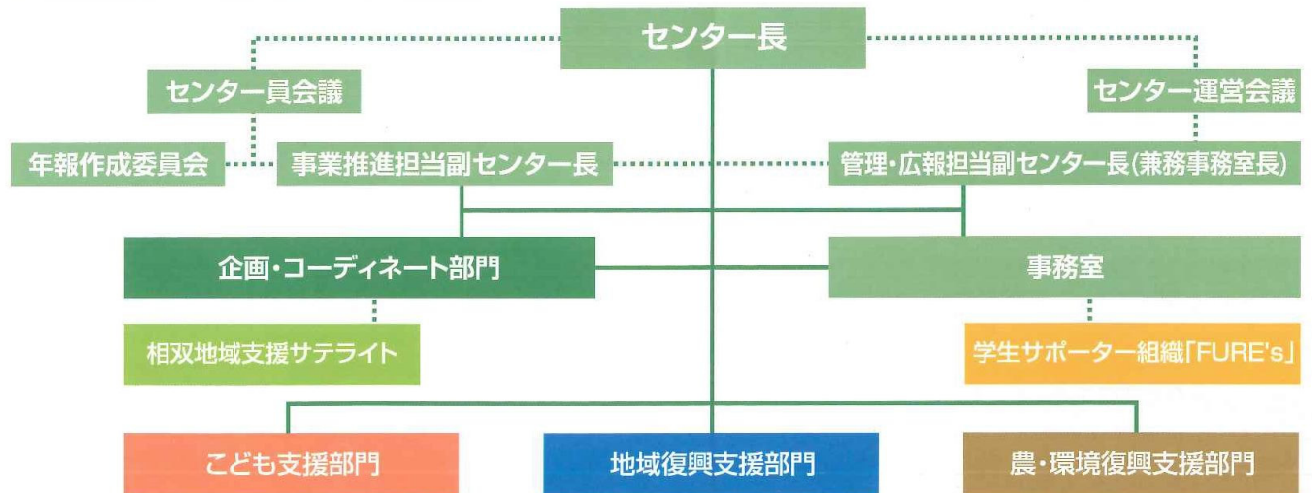 センター長
センター員会議
センター運営会議
年報作成委員会
事業推進担当副センター長
管理・広報担当副センター長(兼務事務室長)
企画・コーディネート部門
事務室
相双地域支援サテライト
学生サポーター組織「FURE's」
こども支援部門
地域復興支援部門
農・環境復興支援部門